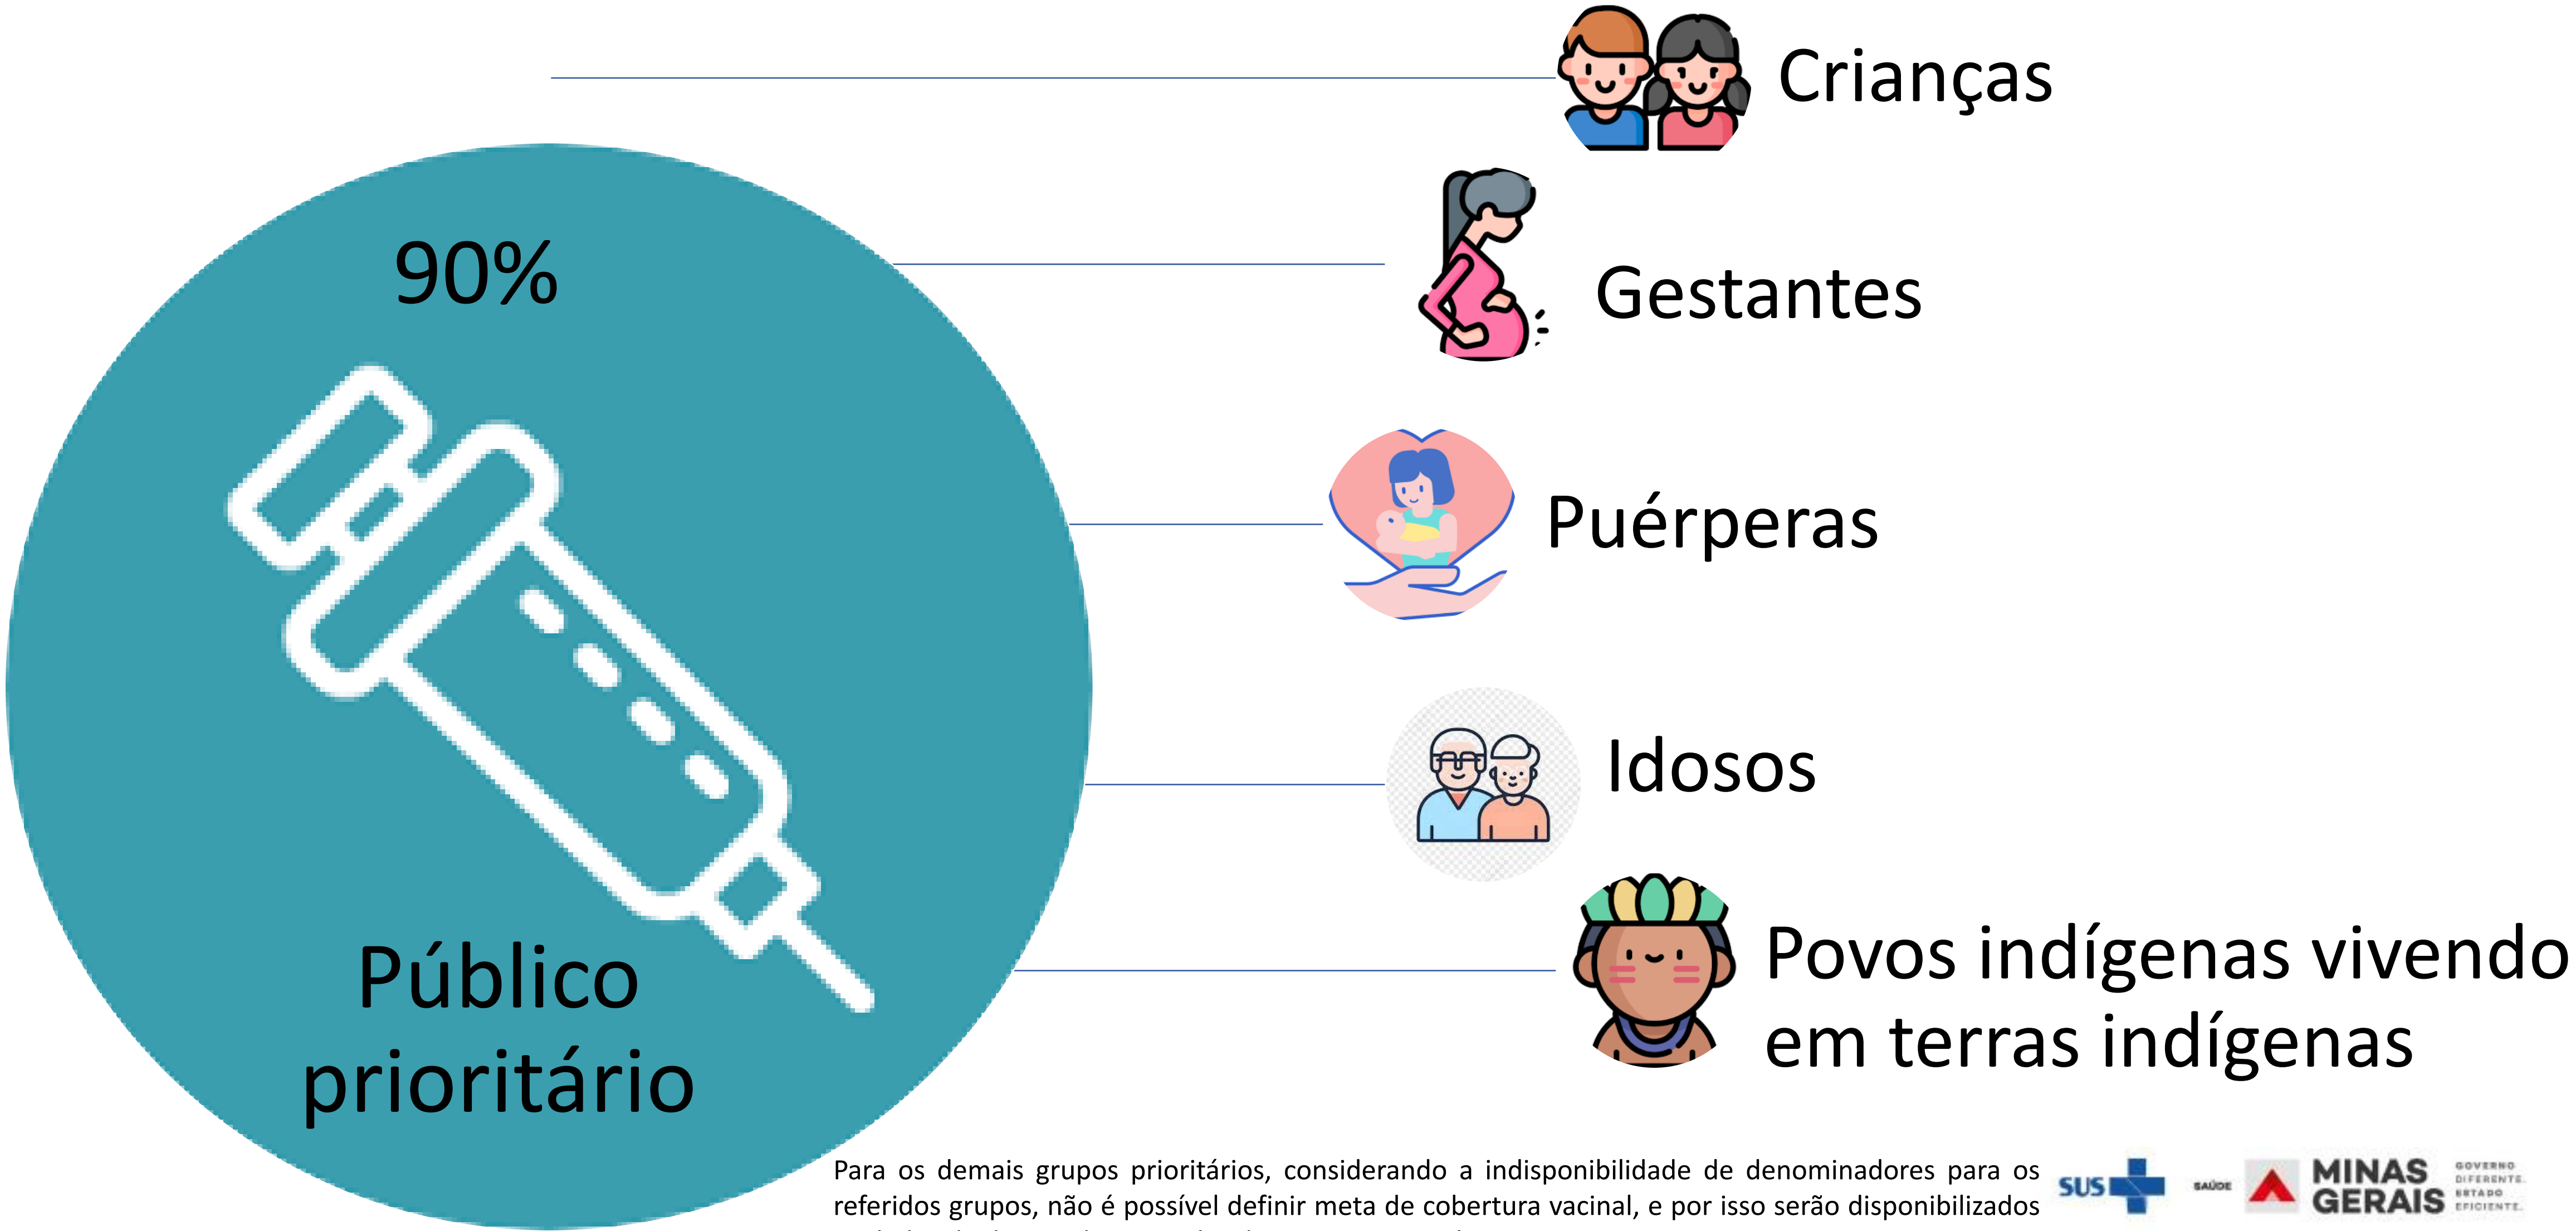 Crianças
90%
Gestantes
Puérperas
Idosos
Povos indígenas vivendo
em terras indígenas
Público
prioritário
Para os demais grupos prioritários, considerando a indisponibilidade de denominadores para os
referidos grupos, não é possível definir meta de cobertura vacinal, e por isso serão disponibilizados
SUS
SAÚDE
MINAS
GERAIS
GOVERNO
DIFERENTE.
ESTADO
EFICIENTE.